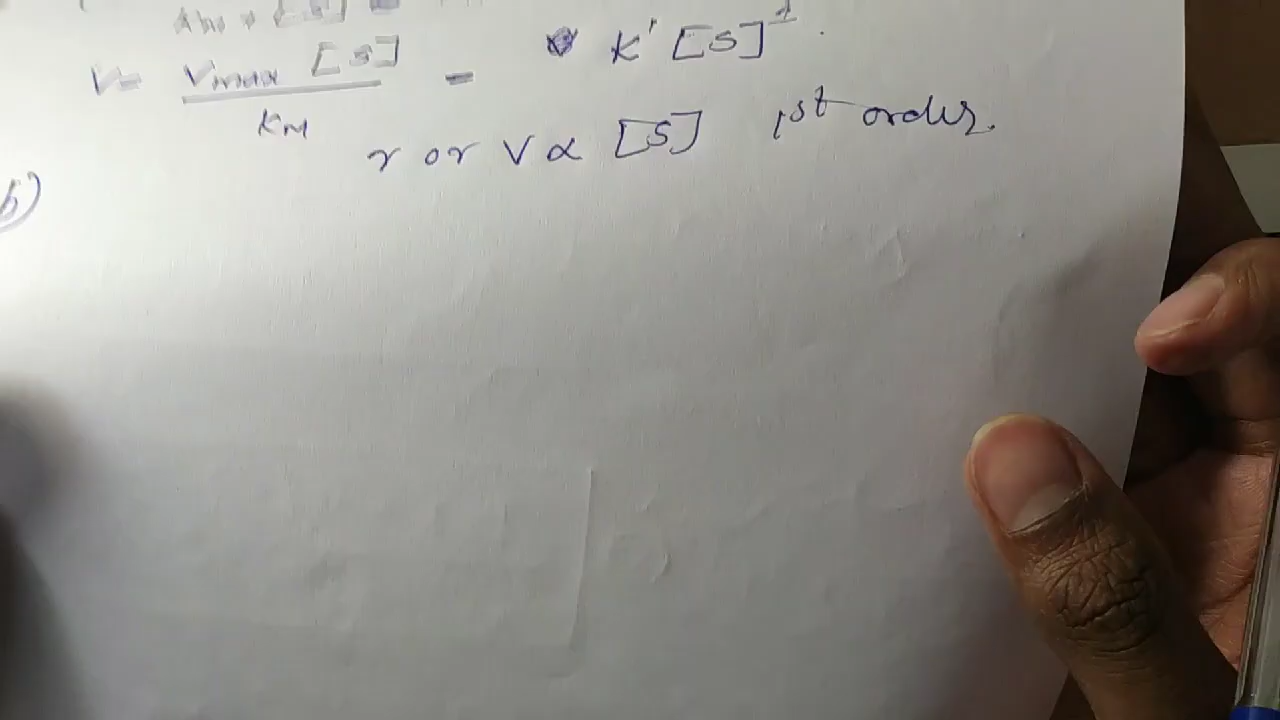 [S]
V = Vmax [S] = K' [S]^1.
KM
r or V ∝ [S] 1st order.
b)